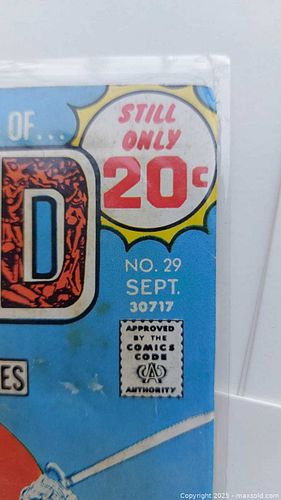 OF...
STILL
ONLY
20¢
D
NO. 29
SEPT.
30717
APPROVED
BY THE
COMICS
CODE
CA
AUTHORITY
ES
Copyright 2025 - maxsold.com